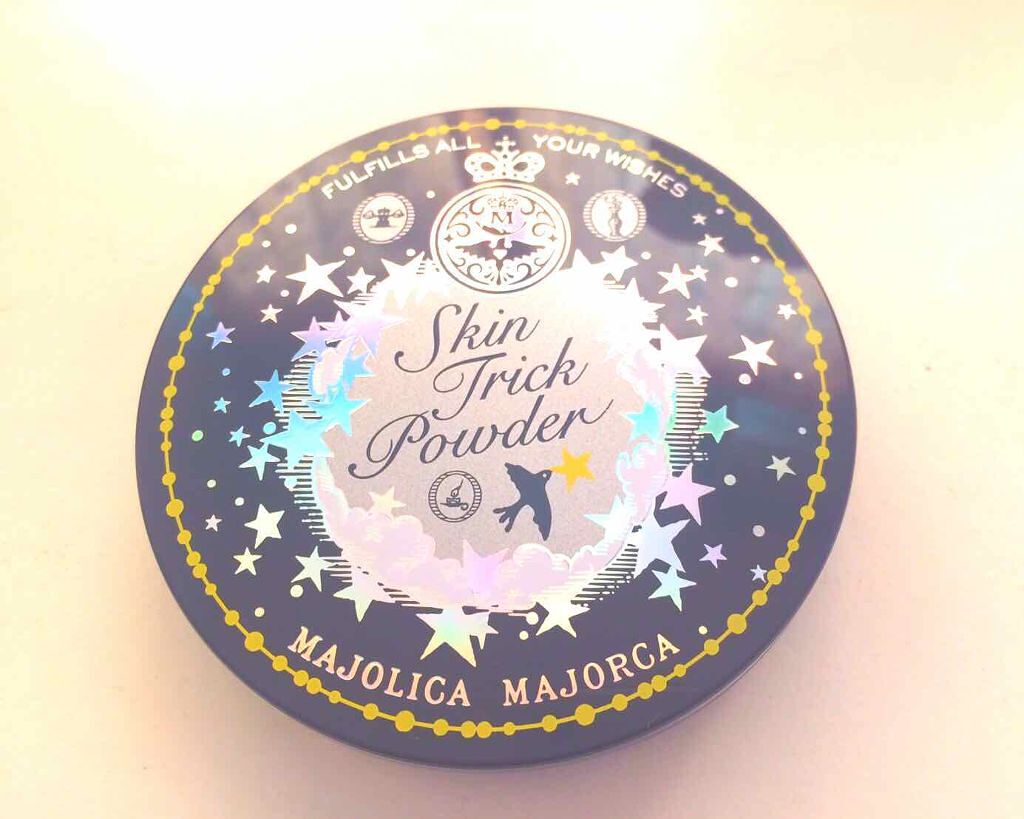 FULFILLS ALL YOUR WISHES
M
Skin
Trick
Powder
MAJOLICA MAJORCA